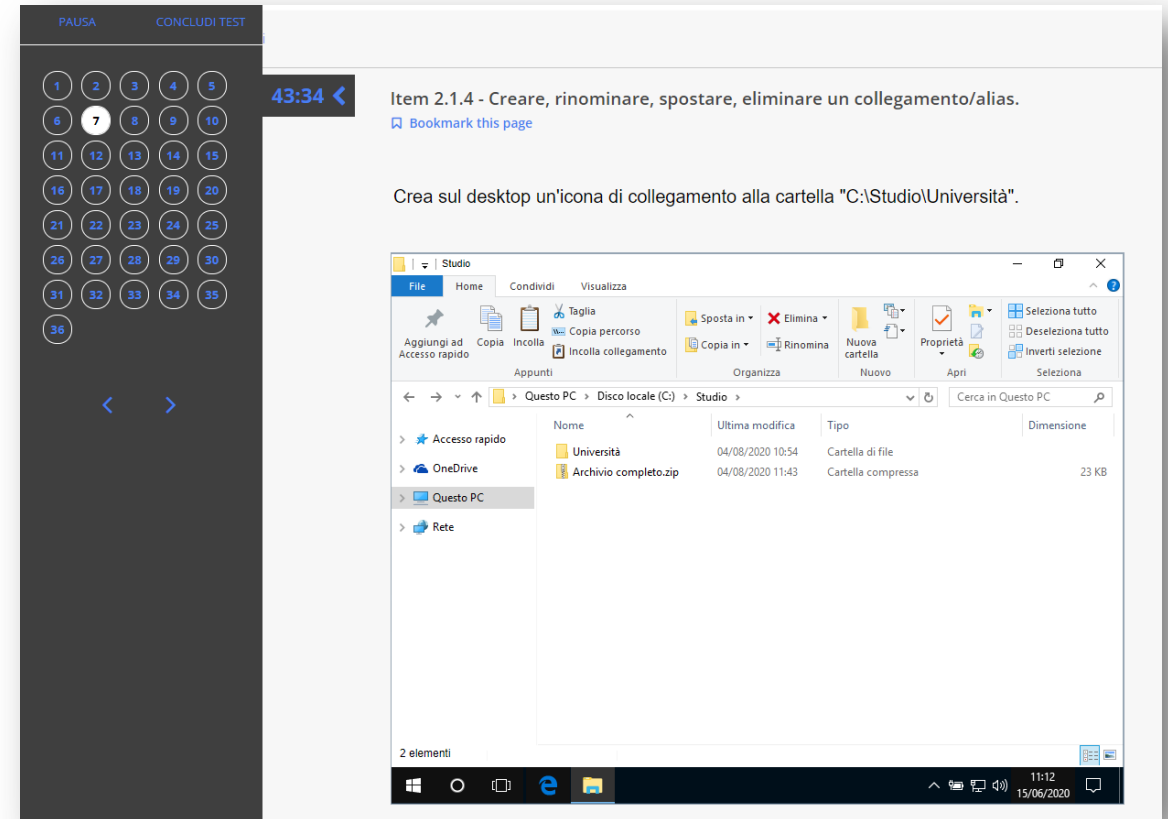 PAUSA CONCLUDI TEST
1 2 3 4 5
6 7 8 9 10
11 12 13 14 15
16 17 18 19 20
21 22 23 24 25
26 27 28 29 30
31 32 33 34 35
36
43:34
Item 2.1.4 - Creare, rinominare, spostare, eliminare un collegamento/alias.
Bookmark this page
Crea sul desktop un'icona di collegamento alla cartella "C:\Studio\Università".
Studio
File Home Condividi Visualizza
Aggiungi ad Accesso rapido
Copia
Incolla
Taglia
Copia percorso
Incolla collegamento
Appunti
Sposta in
Copia in
Elimina
Rinomina
Organizza
Nuova cartella
Nuovo
Proprietà
Apri
Seleziona tutto
Deseleziona tutto
Inverti selezione
Seleziona
Questo PC > Disco locale (C:) > Studio >
Cerca in Questo PC
Accesso rapido
OneDrive
Questo PC
Rete
Nome Ultima modifica Tipo Dimensione
Università 04/08/2020 10:54 Cartella di file
Archivio completo.zip 04/08/2020 11:43 Cartella compressa 23 KB
2 elementi
11:12
15/06/2020